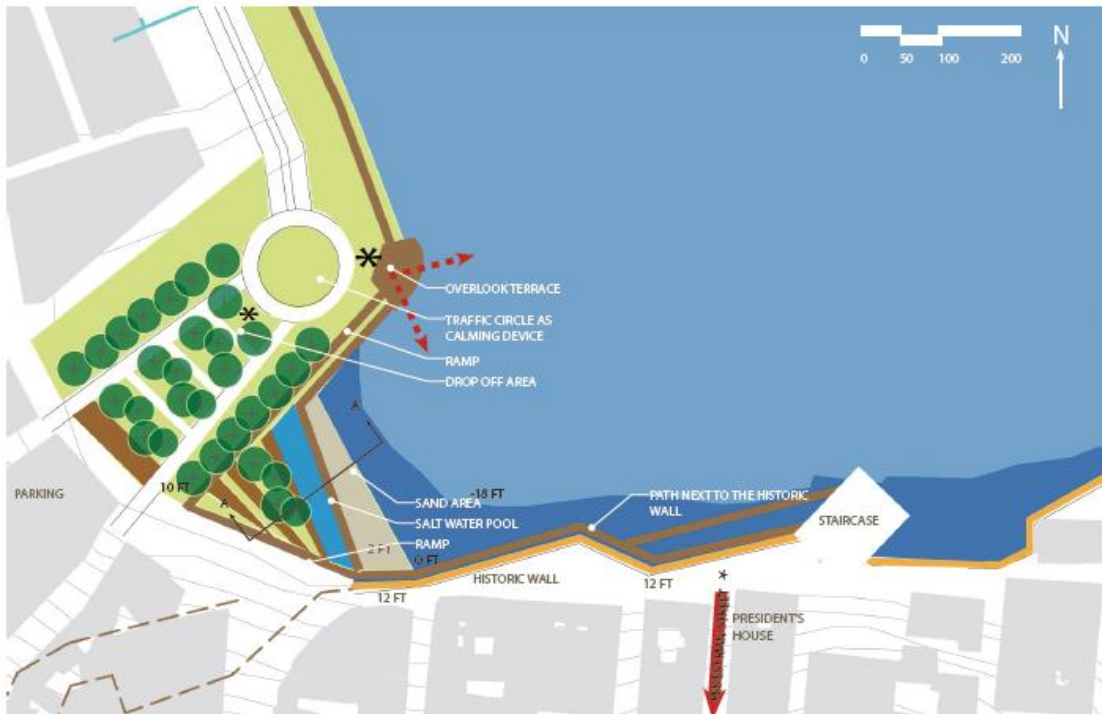 N
0 50 100 200
OVERLOOK TERRACE
TRAFFIC CIRCLE AS
CALMING DEVICE
RAMP
DROP OFF AREA
A
PARKING
10 FT
A
SAND AREA
SALT WATER POOL
RAMP
2 FT
0 FT
-18 FT
PATH NEXT TO THE HISTORIC
WALL
STAIRCASE
HISTORIC WALL
12 FT
12 FT
PRESIDENT'S
HOUSE